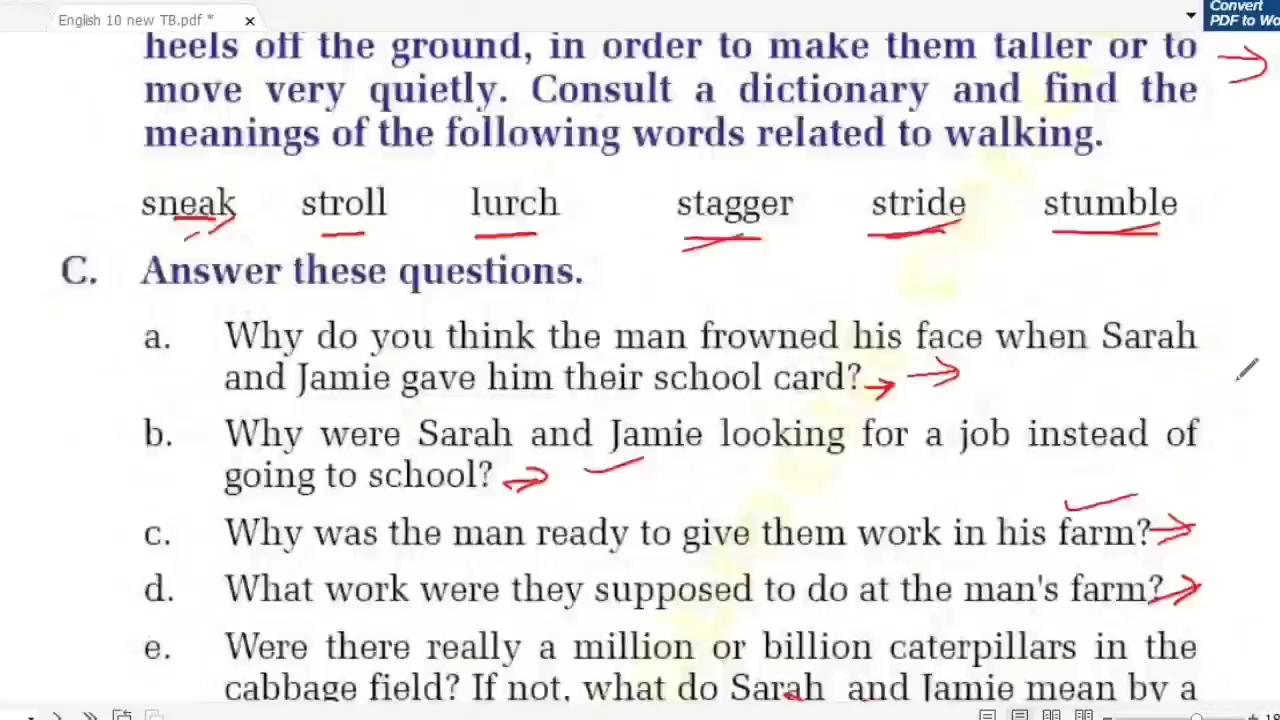 English 10 new TB.pdf * ×
Convert
PDF to Wo
heels off the ground, in order to make them taller or to
move very quietly. Consult a dictionary and find the
meanings of the following words related to walking.
sneak stroll lurch stagger stride stumble
C. Answer these questions.
a. Why do you think the man frowned his face when Sarah
and Jamie gave him their school card?
b. Why were Sarah and Jamie looking for a job instead of
going to school?
c. Why was the man ready to give them work in his farm?
d. What work were they supposed to do at the man's farm?
e. Were there really a million or billion caterpillars in the
cabbage field? If not, what do Sarah and Jamie mean by a